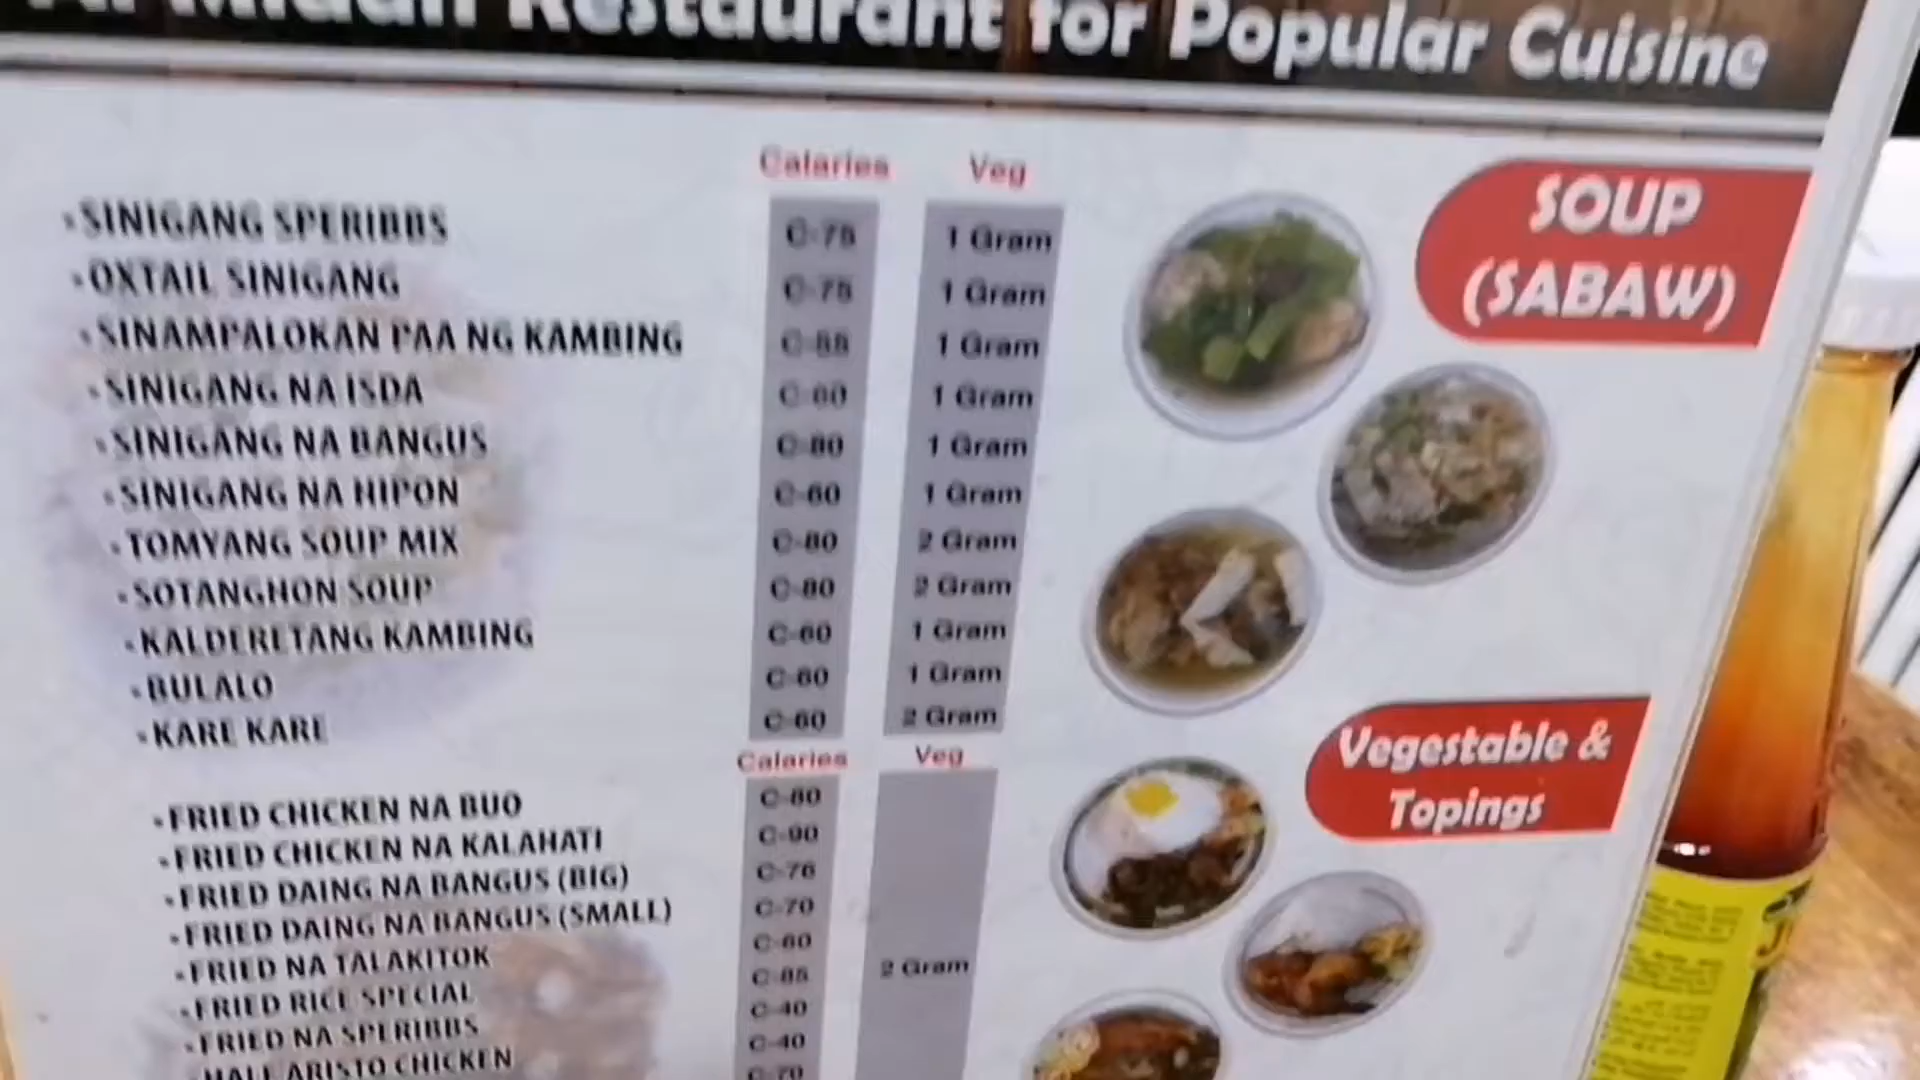 Restaurant for Popular Cuisine
Calaries Veg
SOUP
(SABAW)
SINIGANG SPERIBBS C-75 1 Gram
OXTAIL SINIGANG C-75 1 Gram
SINAMPALOKAN PAA NG KAMBING 1 Gram
SINIGANG NA ISDA C-60 1 Gram
SINIGANG NA BANGUS C-80 1 Gram
SINIGANG NA HIPON C-60 1 Gram
TOMYANG SOUP MIX C-80 2 Gram
SOTANGHON SOUP C-80 2 Gram
KALDERETANG KAMBING C-60 1 Gram
BULALO C-60 1 Gram
KARE KARE C-60 2 Gram
Calaries Veg
Vegestable &
Topings
FRIED CHICKEN NA BUO C-80
FRIED CHICKEN NA KALAHATI C-90
FRIED DAING NA BANGUS (BIG)
FRIED DAING NA BANGUS (SMALL) C-70
FRIED NA TALAKITOK C-60
FRIED RICE SPECIAL 2 Gram
FRIED NA SPERIBBS C-40
HALF ARISTO CHICKEN C-40
C-70